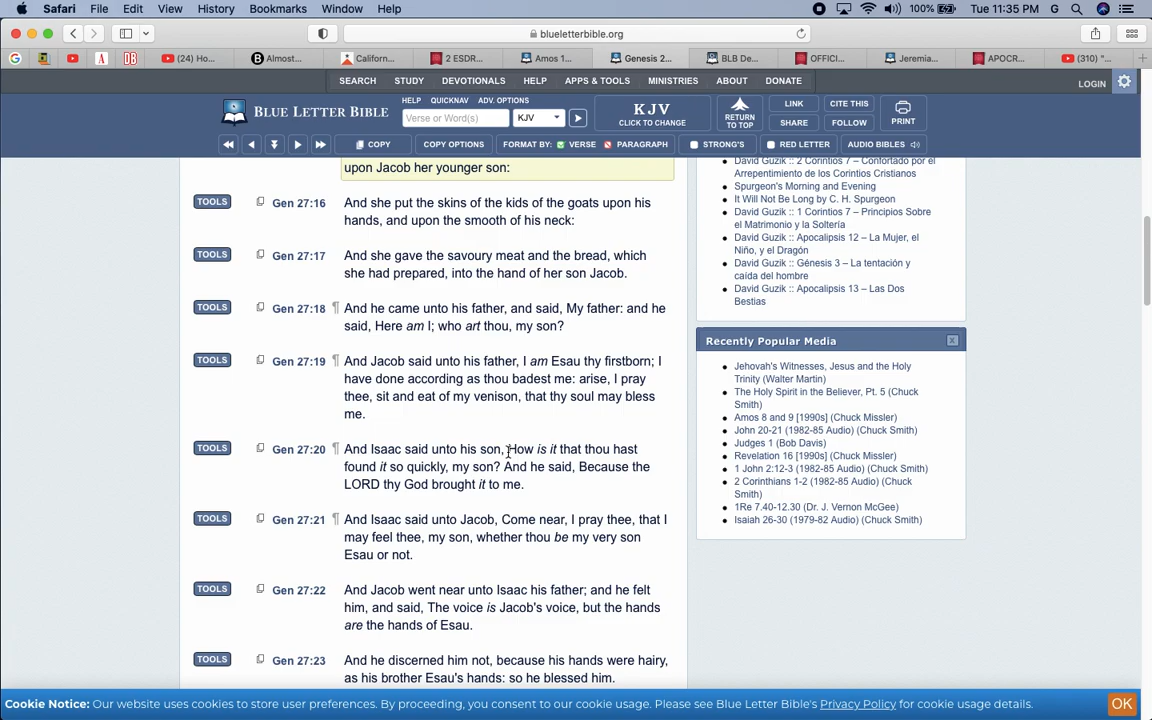 Safari File Edit View History Bookmarks Window Help 100% Tue 11:35 PM G
blueletterbible.org
(24) Ho... Almost... Californ... 2 ESDR... Amos 1... Genesis 2... BLB De... OFFICI... Jeremia... APOCR... (310) "...
SEARCH STUDY DEVOTIONALS HELP APPS & TOOLS MINISTRIES ABOUT DONATE
LOGIN
BLUE LETTER BIBLE
HELP QUICKNAV ADV. OPTIONS
Verse or Word(s) KJV
KJV
CLICK TO CHANGE
RETURN
TO TOP
LINK CITE THIS
SHARE FOLLOW
PRINT
COPY COPY OPTIONS FORMAT BY: VERSE PARAGRAPH STRONG'S RED LETTER AUDIO BIBLES
upon Jacob her younger son:
TOOLS Gen 27:16 And she put the skins of the kids of the goats upon his
hands, and upon the smooth of his neck:
TOOLS Gen 27:17 And she gave the savoury meat and the bread, which
she had prepared, into the hand of her son Jacob.
TOOLS Gen 27:18 ¶ And he came unto his father, and said, My father: and he
said, Here am I; who art thou, my son?
TOOLS Gen 27:19 ¶ And Jacob said unto his father, I am Esau thy firstborn; I
have done according as thou badest me: arise, I pray
thee, sit and eat of my venison, that thy soul may bless
me.
TOOLS Gen 27:20 ¶ And Isaac said unto his son, How is it that thou hast
found it so quickly, my son? And he said, Because the
LORD thy God brought it to me.
TOOLS Gen 27:21 ¶ And Isaac said unto Jacob, Come near, I pray thee, that I
may feel thee, my son, whether thou be my very son
Esau or not.
TOOLS Gen 27:22 And Jacob went near unto Isaac his father; and he felt
him, and said, The voice is Jacob's voice, but the hands
are the hands of Esau.
TOOLS Gen 27:23 And he discerned him not, because his hands were hairy,
as his brother Esau's hands: so he blessed him.
David Guzik :: 2 Corintios 7 – Confortado por el
Arrepentimiento de los Corintios Cristianos
Spurgeon's Morning and Evening
It Will Not Be Long by C. H. Spurgeon
David Guzik :: 1 Corintios 7 – Principios Sobre
el Matrimonio y la Soltería
David Guzik :: Apocalipsis 12 – La Mujer, el
Niño, y el Dragón
David Guzik :: Génesis 3 – La tentación y
caída del hombre
David Guzik :: Apocalipsis 13 – Las Dos
Bestias
Recently Popular Media
Jehovah's Witnesses, Jesus and the Holy
Trinity (Walter Martin)
The Holy Spirit in the Believer, Pt. 5 (Chuck
Smith)
Amos 8 and 9 [1990s] (Chuck Missler)
John 20-21 (1982-85 Audio) (Chuck Smith)
Judges 1 (Bob Davis)
Revelation 16 [1990s] (Chuck Missler)
1 John 2:12-3 (1982-85 Audio) (Chuck Smith)
2 Corinthians 1-2 (1982-85 Audio) (Chuck
Smith)
1Re 7.40-12.30 (Dr. J. Vernon McGee)
Isaiah 26-30 (1979-82 Audio) (Chuck Smith)
Cookie Notice: Our website uses cookies to store user preferences. By proceeding, you consent to our cookie usage. Please see Blue Letter Bible's Privacy Policy for cookie usage details. OK